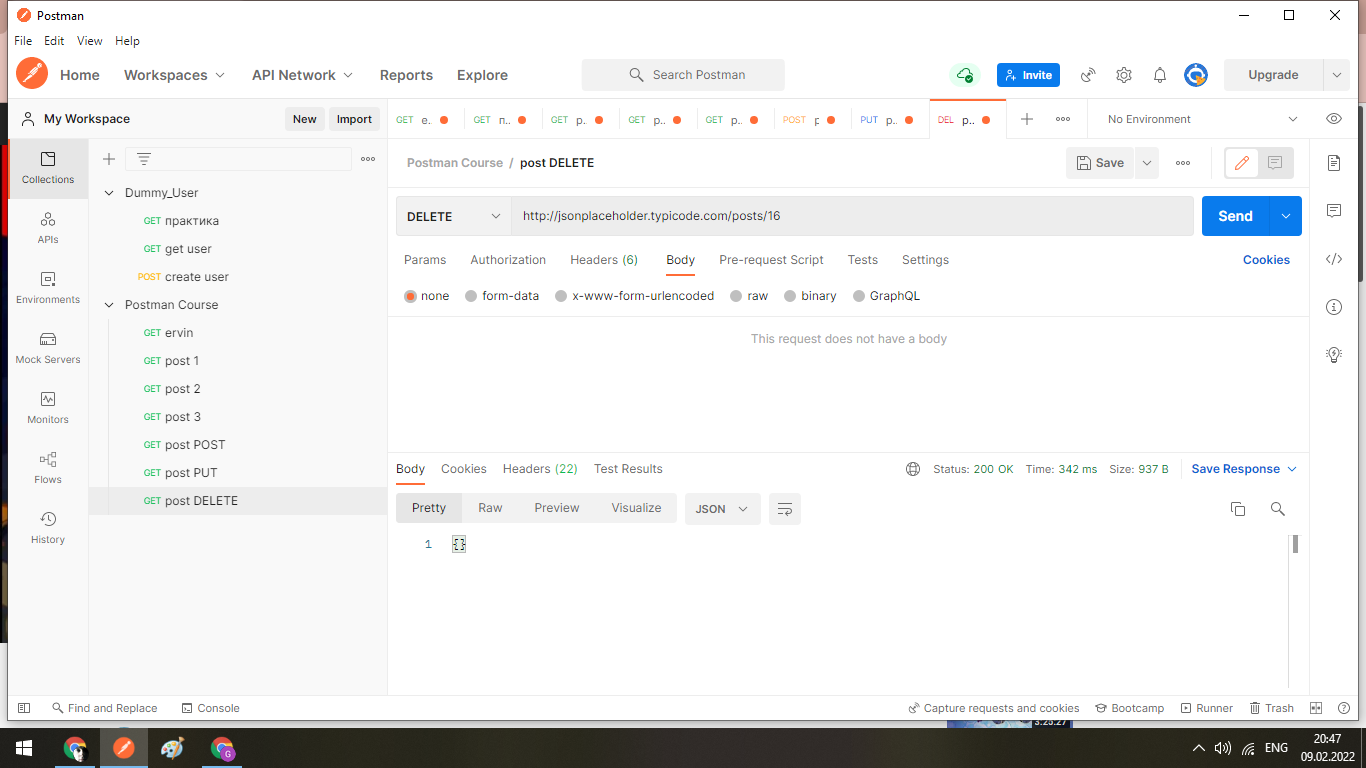 Postman
File Edit View Help
Home Workspaces API Network Reports Explore Search Postman Invite Upgrade
My Workspace New Import GET e.. GET п.. GET p. GET p.. GET p.. POST p PUT p.. DEL p.. No Environment
Collections
APIs
Environments
Mock Servers
Monitors
Flows
History
Dummy_User
GET практика
GET get user
POST create user
Postman Course
GET ervin
GET post 1
GET post 2
GET post 3
GET post POST
GET post PUT
GET post DELETE
Postman Course / post DELETE Save
DELETE http://jsonplaceholder.typicode.com/posts/16 Send
Params Authorization Headers (6) Body Pre-request Script Tests Settings Cookies
none form-data x-www-form-urlencoded raw binary GraphQL
This request does not have a body
Body Cookies Headers (22) Test Results Status: 200 OK Time: 342 ms Size: 937 B Save Response
Pretty Raw Preview Visualize JSON
1 {}
Find and Replace Console Capture requests and cookies Bootcamp Runner Trash
3:25:27
ENG 20:47
09.02.2022